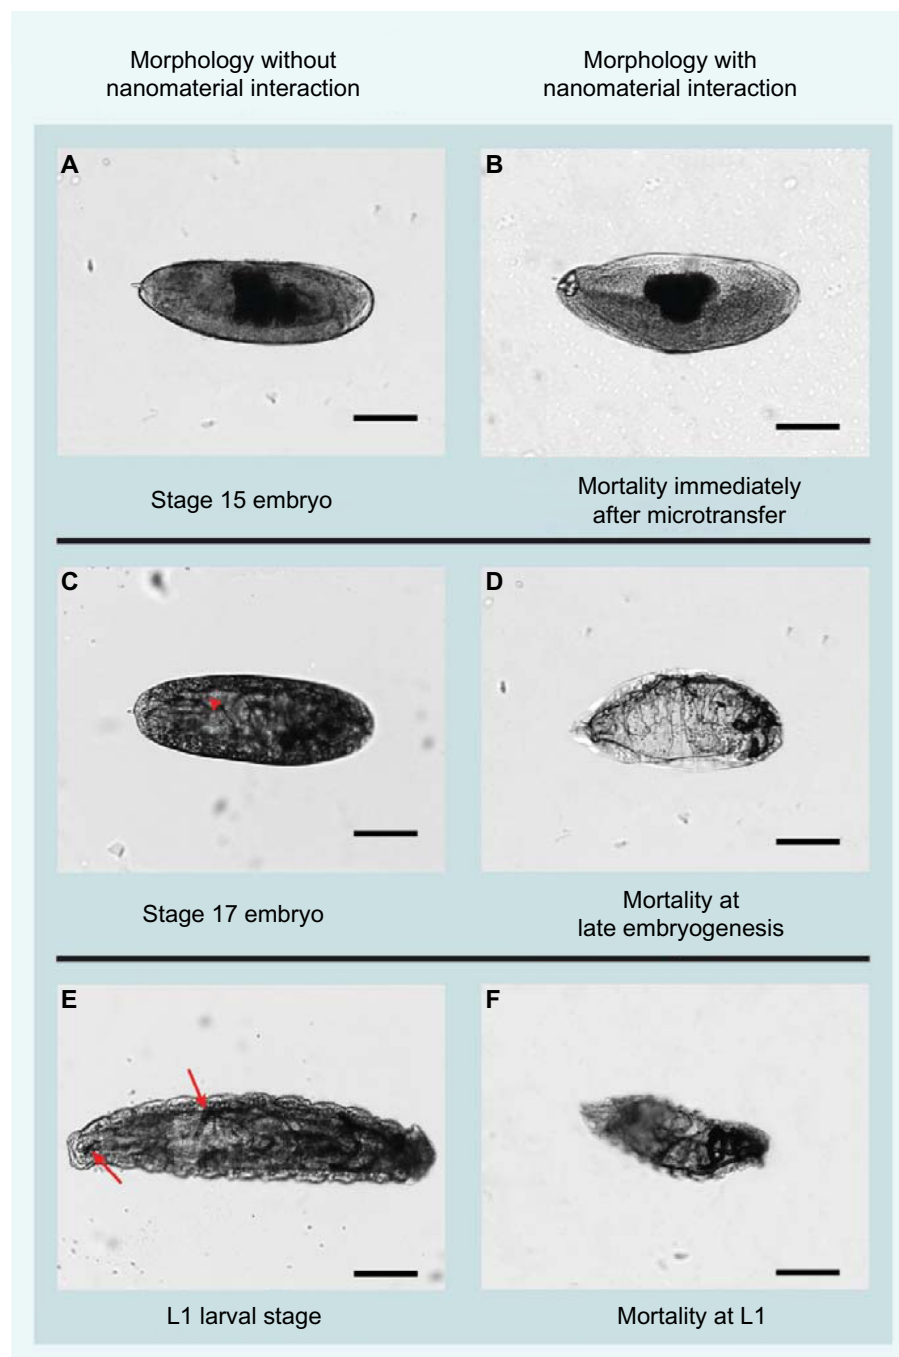 Morphology without
nanomaterial interaction
Morphology with
nanomaterial interaction
A
B
Stage 15 embryo
Mortality immediately
after microtransfer
C
D
Stage 17 embryo
Mortality at
late embryogenesis
E
F
L1 larval stage
Mortality at L1